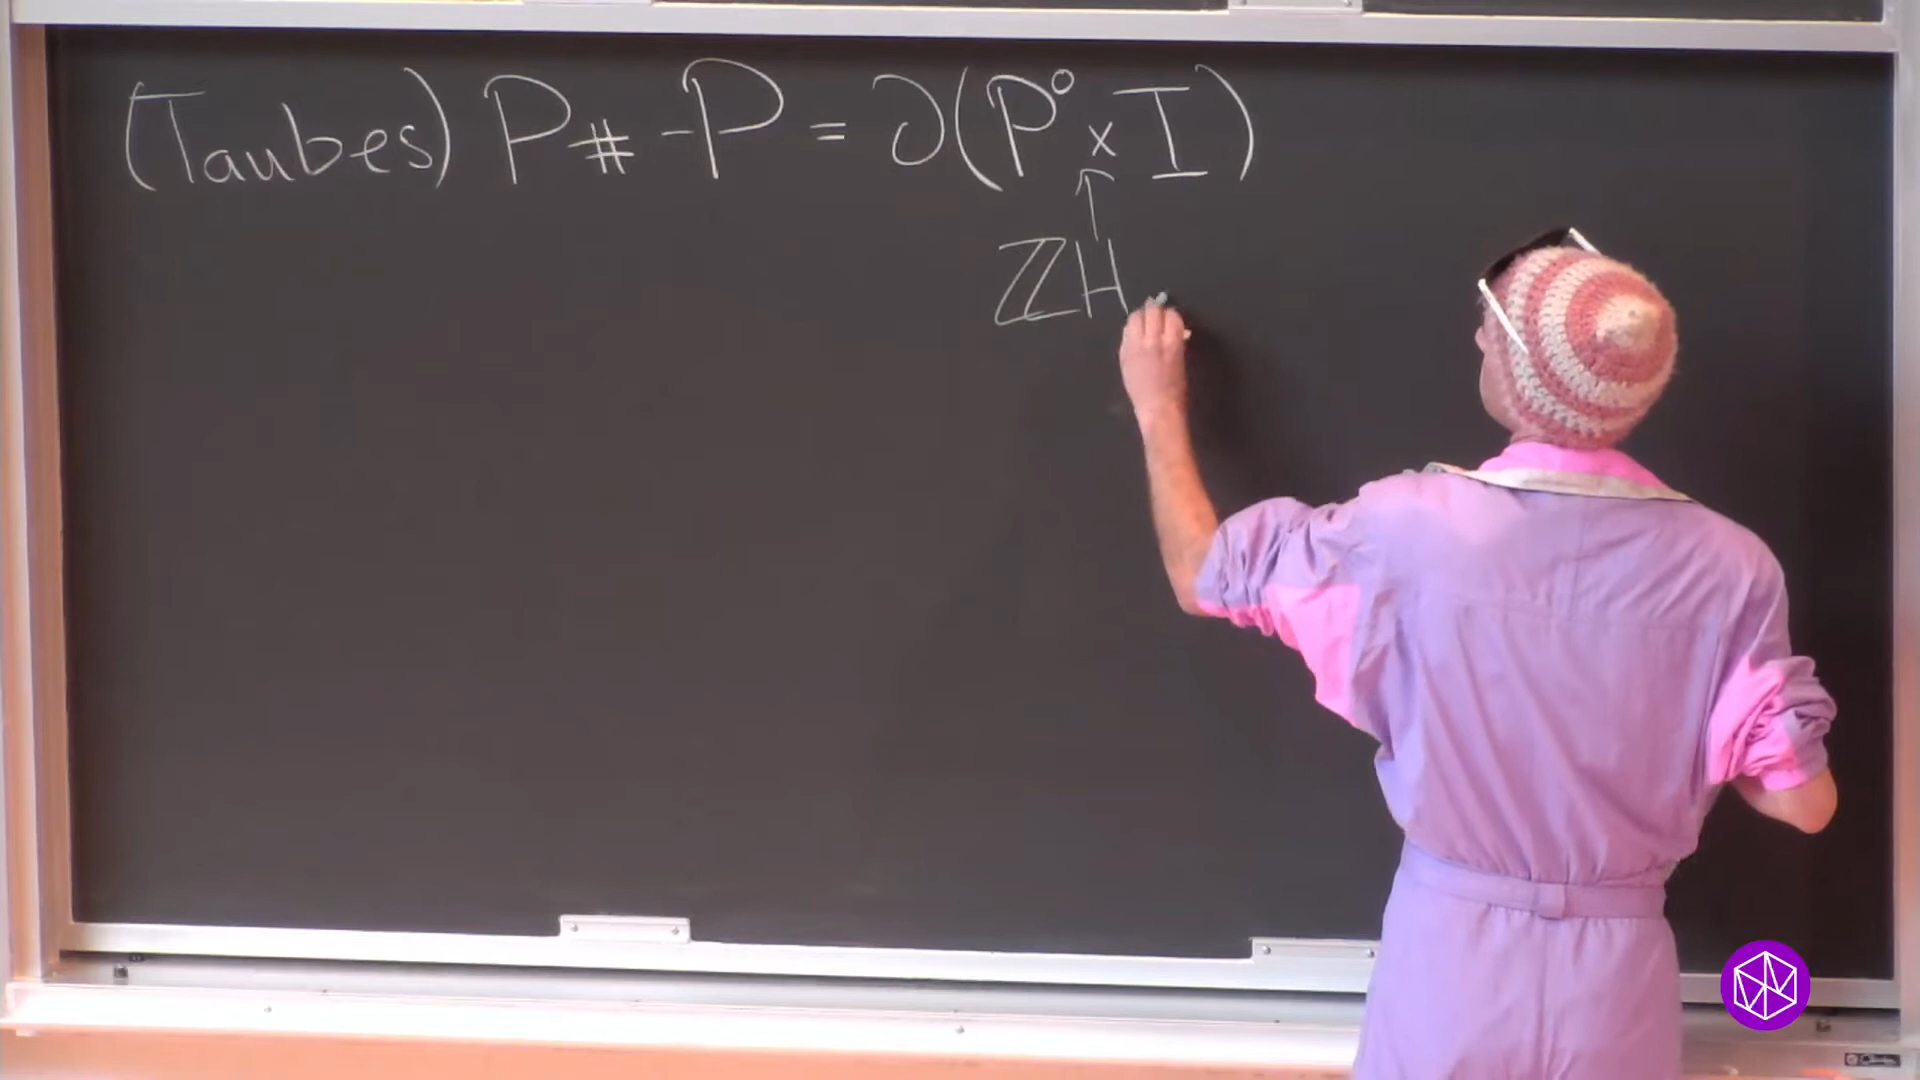 (Taubes) P # -P = ∂(P° × I)
↑
ℤH